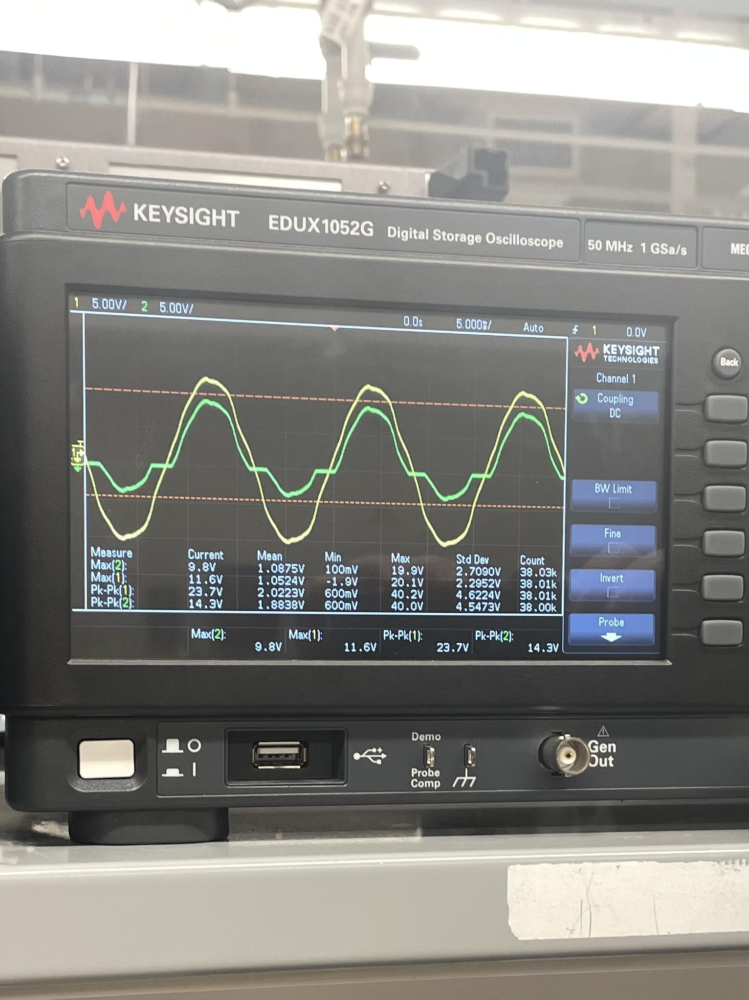 KEYSIGHT EDUX1052G Digital Storage Oscilloscope 50 MHz 1 GSa/s
1 5.00V/ 2 5.00V/ 0.0s 5.000ms/ Auto 1 0.0V
KEYSIGHT
TECHNOLOGIES
Channel 1
Coupling
DC
BW Limit
Fine
Invert
Probe
Back
Measure Current Mean Min Max Std Dev Count
Max(2): 9.8V 1.0875V 100mV 19.9V 2.7090V 38.03k
Max(1): 11.6V 1.0524V -1.9V 20.1V 2.2952V 38.01k
Pk-Pk(1): 23.7V 2.0223V 600mV 40.2V 4.6224V 38.01k
Pk-Pk(2): 14.3V 1.8838V 600mV 40.0V 4.5473V 38.00k
Max(2): Max(1): Pk-Pk(1): Pk-Pk(2):
9.8V 11.6V 23.7V 14.3V
Demo
Probe
Comp
Gen
Out